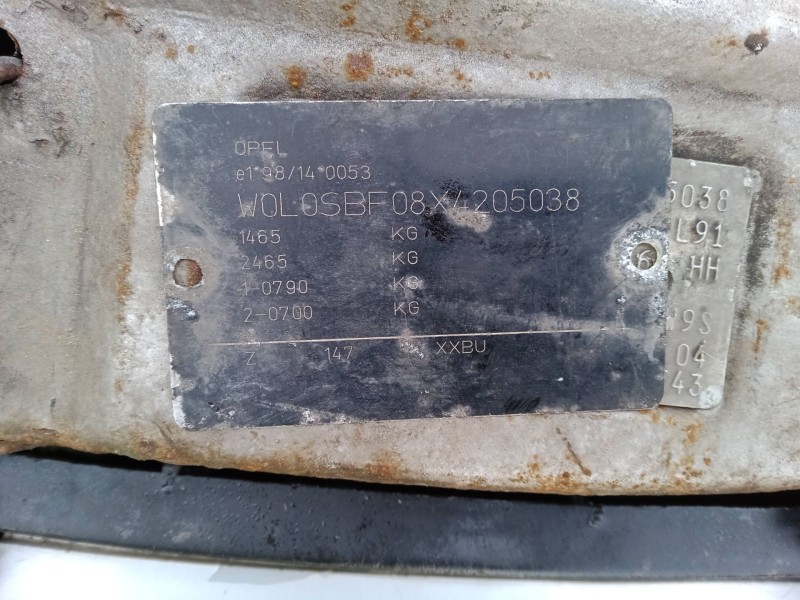 OPEL
e1*98/14*0053
W0L0SBF08X4205038
1465 KG
2465 KG
1-0790 KG
2-0700 KG
Z 147 XXBU
5038
L91
HH
9S
04
43